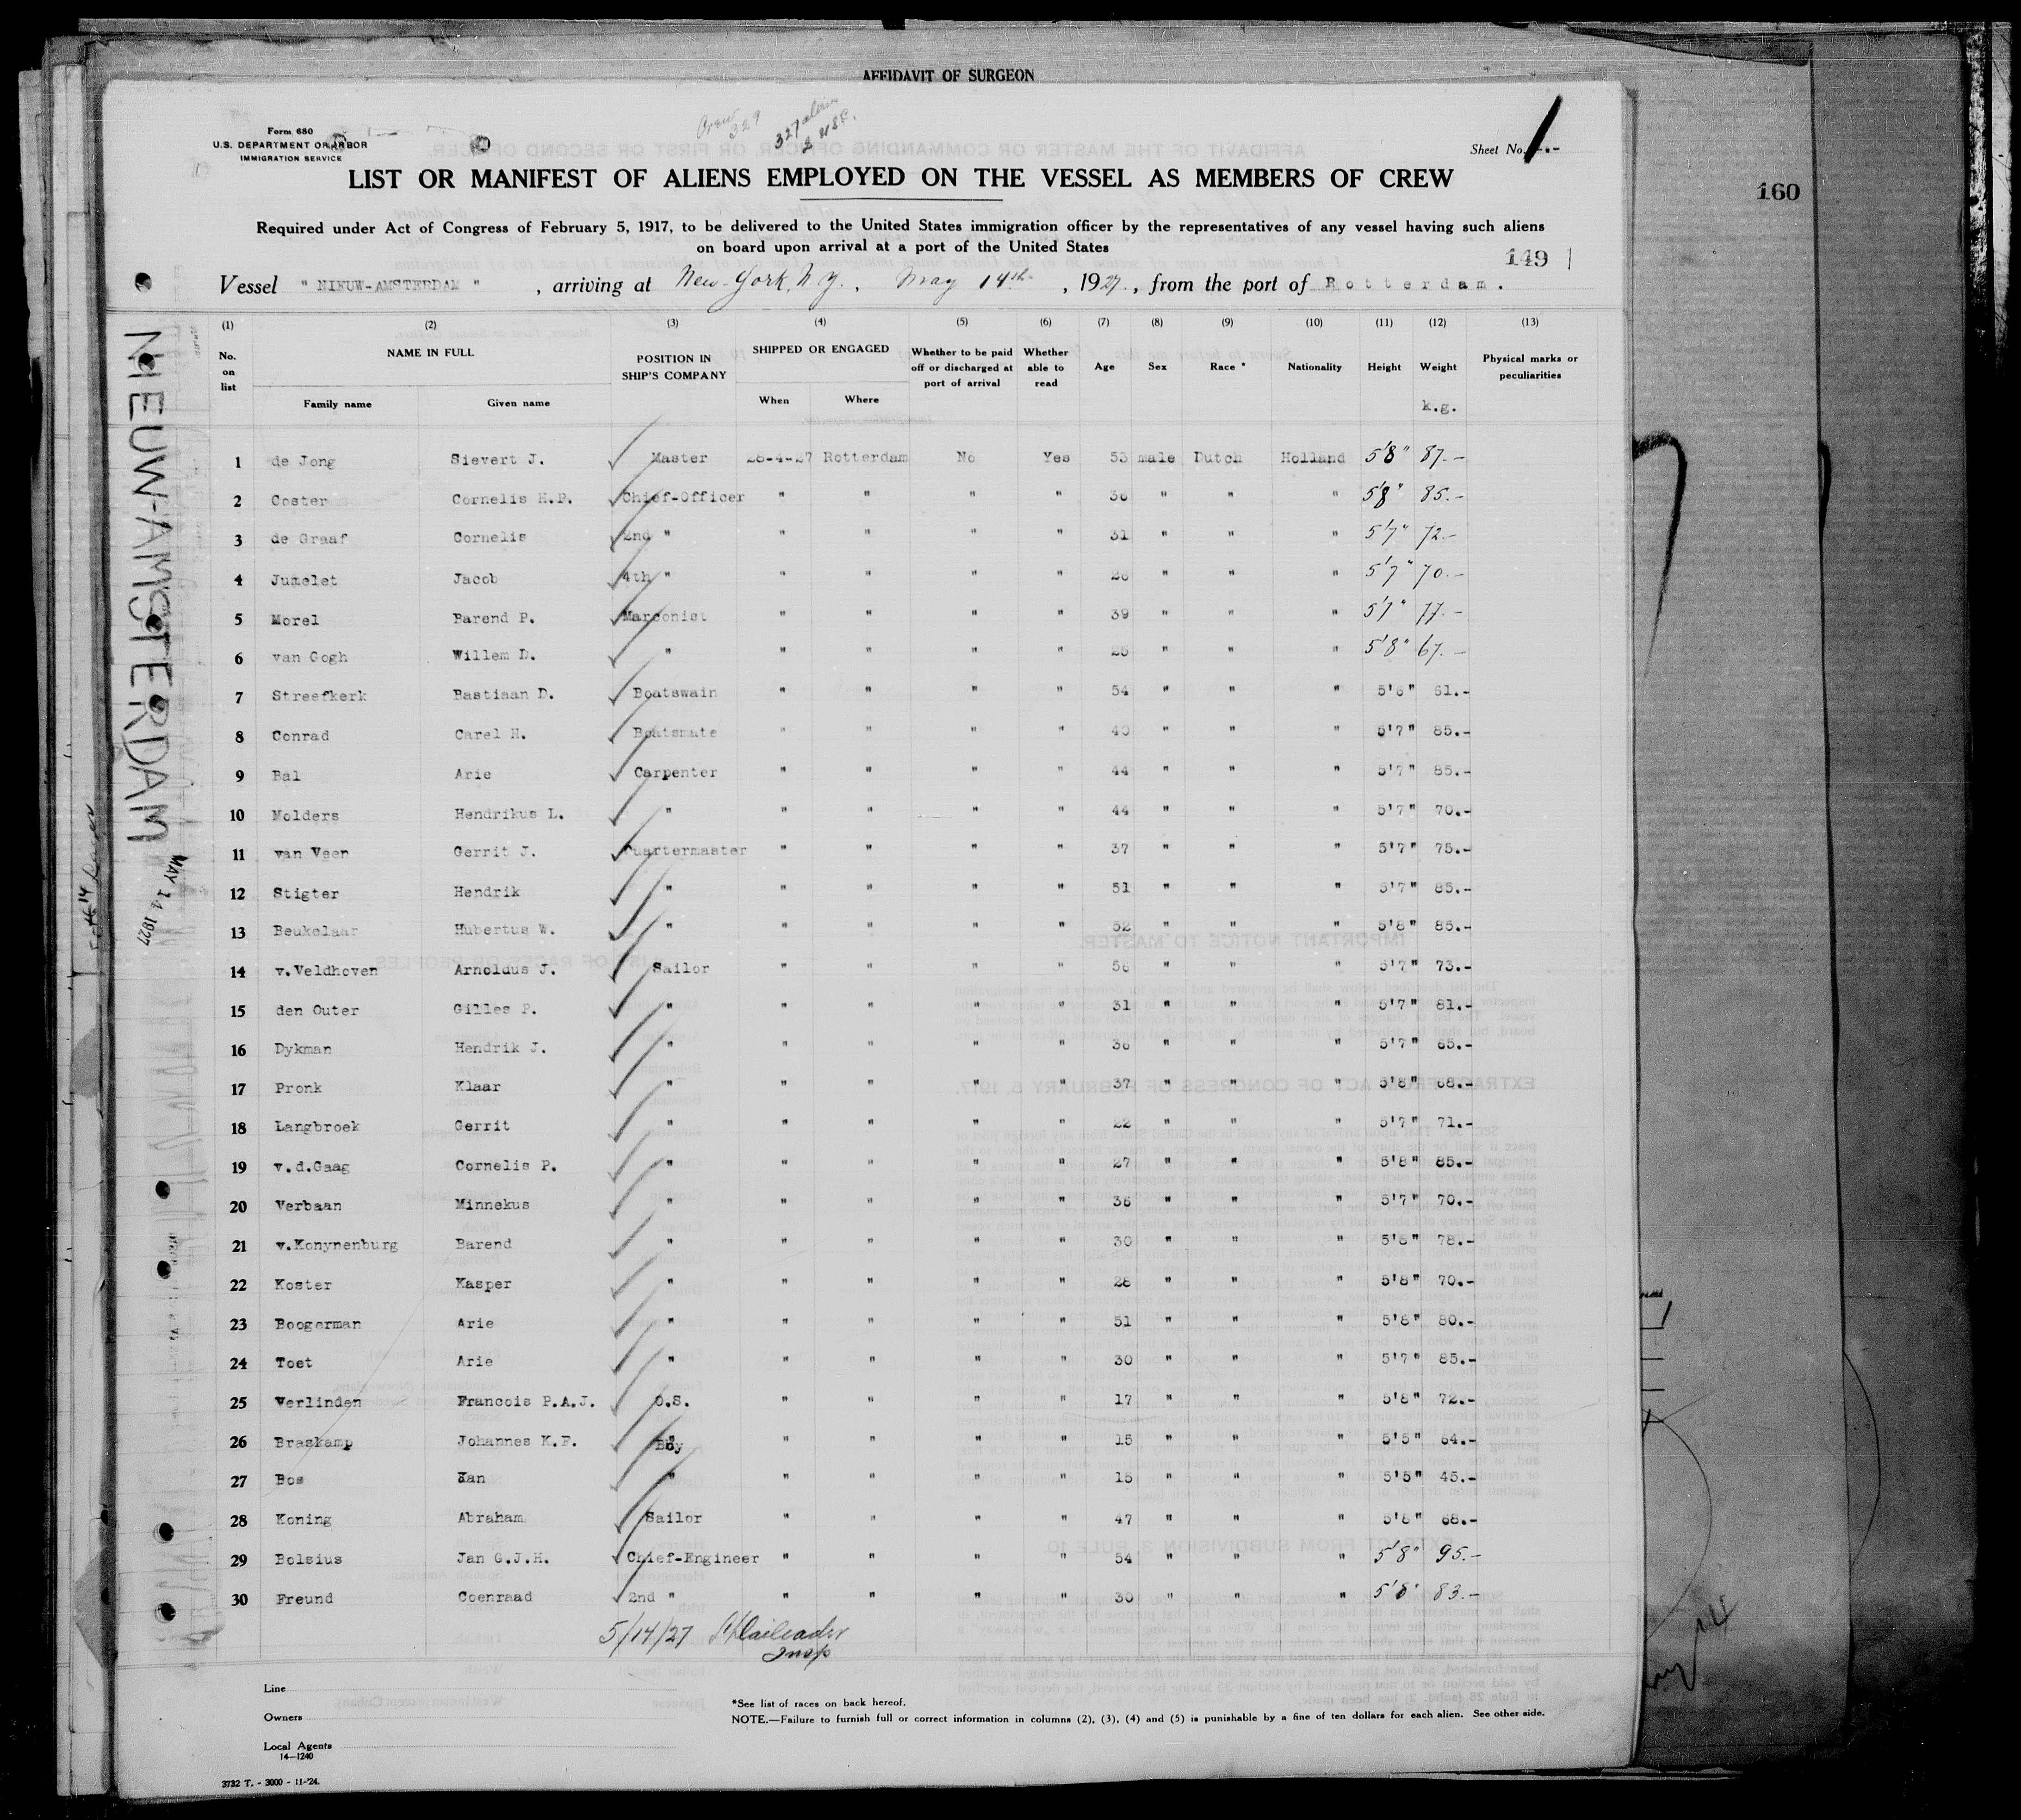 AFFIDAVIT OF SURGEON
Form 680
U.S. DEPARTMENT OF LABOR
IMMIGRATION SERVICE
Crew 329
327 aliens
2 USC.
Sheet No. 1
160
LIST OR MANIFEST OF ALIENS EMPLOYED ON THE VESSEL AS MEMBERS OF CREW
Required under Act of Congress of February 5, 1917, to be delivered to the United States immigration officer by the representatives of any vessel having such aliens
on board upon arrival at a port of the United States
149
Vessel " NIEUW-AMSTERDAM " , arriving at New-York, N.Y. , May 14th , 1927 , from the port of Rotterdam.
NIEUW-AMSTERDAM MAY 14 1927
(1) (2) (3) (4) (5) (6) (7) (8) (9) (10) (11) (12) (13)
No. on list NAME IN FULL Family name Given name POSITION IN SHIP'S COMPANY SHIPPED OR ENGAGED When Where Whether to be paid off or discharged at port of arrival Whether able to read Age Sex Race * Nationality Height Weight k.g. Physical marks or peculiarities
1 de Jong Sievert J. Master 28-4-27 Rotterdam No Yes 53 male Dutch Holland 5'8" 87.-
2 Coster Cornelis H.P. Chief-Officer " " " " 36 " " " 5'8" 85.-
3 de Graaf Cornelis 2nd " " " " " 31 " " " 5'7" 72.-
4 Jumelet Jacob 4th " " " " " " " " 5'7" 70.-
5 Morel Barend P. Marconist " " " " 39 " " " 5'7" 77.-
6 van Gogh Willem D. " " " " " 25 " " " 5'8" 67.-
7 Streefkerk Bastiaan D. Boatswain " " " " 54 " " " 5'6" 61.-
8 Conrad Carel H. Boatsmate " " " " 40 " " " 5'7" 85.-
9 Bal Arie Carpenter " " " " 44 " " " 5'7" 85.-
10 Molders Hendrikus L. " " " " " 44 " " " 5'7" 70.-
11 van Veen Gerrit J. Quartermaster " " " " 37 " " " 5'7" 75.-
12 Stigter Hendrik " " " " " 51 " " " 5'7" 85.-
13 Beukelaar Hubertus W. " " " " " 52 " " " 5'8" 85.-
14 v.Veldhoven Arnoldus J. Sailor " " " " 56 " " " 5'7" 73.-
15 den Outer Gilles P. " " " " " 31 " " " 5'7" 81.-
16 Dykman Hendrik J. " " " " " 36 " " " 5'7" 65.-
17 Pronk Klaar " " " " " 37 " " " 5'8" 68.-
18 Langbroek Gerrit " " " " " 22 " " " 5'7" 71.-
19 v.d.Gaag Cornelis P. " " " " " 27 " " " 5'8" 85.-
20 Verbaan Minnekus " " " " " 36 " " " 5'7" 70.-
21 v.Konynenburg Barend " " " " " 30 " " " 5'8" 78.-
22 Koster Kasper " " " " " 28 " " " 5'8" 70.-
23 Boogerman Arie " " " " " 51 " " " 5'8" 80.-
24 Toet Arie " " " " " 30 " " " 5'7" 85.-
25 Verlinden Francois P.A.J. O.S. " " " " 17 " " " 5'8" 72.-
26 Braskamp Johannes K.F. Boy " " " " 15 " " " 5'5" 64.-
27 Bos Jan " " " " " 15 " " " 5'5" 45.-
28 Koning Abraham Sailor " " " " 47 " " " 5'8" 68.-
29 Bolsius Jan G.J.H. Chief-Engineer " " " " 54 " " " 5'8" 95.-
30 Freund Coenraad 2nd " " " " " 30 " " " 5'8" 83.-
5/14/27
Insp
Line
Owners
Local Agents
14—1240
*See list of races on back hereof.
NOTE.—Failure to furnish full or correct information in columns (2), (3), (4) and (5) is punishable by a fine of ten dollars for each alien. See other side.
3732 T. - 3000 - 11-'24.